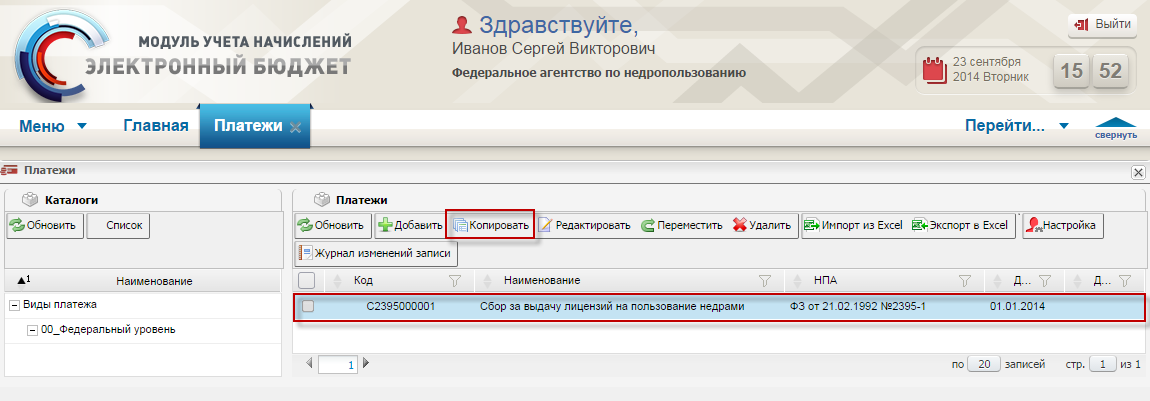 Здравствуйте,
Выйти
МОДУЛЬ УЧЕТА НАЧИСЛЕНИЙ
ЭЛЕКТРОННЫЙ БЮДЖЕТ
Иванов Сергей Викторович
Федеральное агентство по недропользованию
23 сентября
2014 Вторник
15 52
Меню Главная Платежи Перейти...
свернуть
Платежи
Каталоги
Обновить Список
Наименование
Виды платежа
00_Федеральный уровень
Платежи
Обновить Добавить Копировать Редактировать Переместить Удалить Импорт из Excel Экспорт в Excel Настройка
Журнал изменений записи
Код Наименование НПА Д... Д...
С2395000001 Сбор за выдачу лицензий на пользование недрами ФЗ от 21.02.1992 №2395-1 01.01.2014
1 по 20 записей стр. 1 из 1